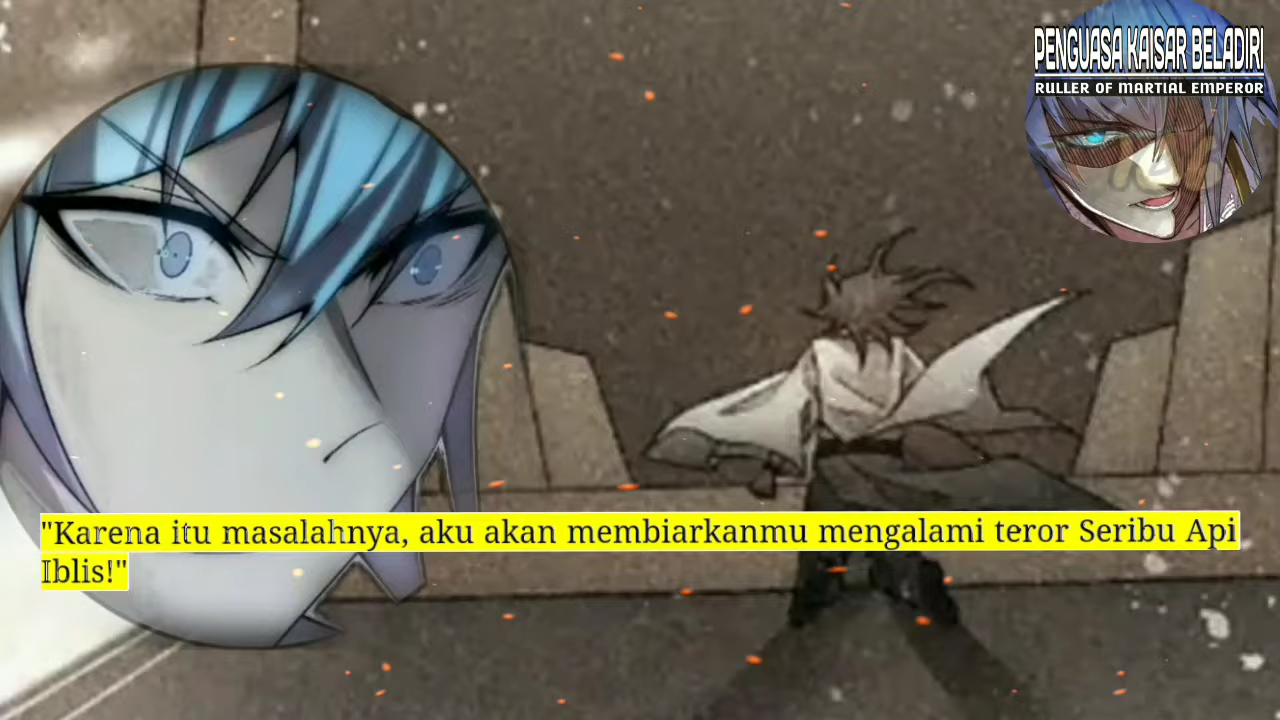 PENGUASA KAISAR BELADIRI
RULLER OF MARTIAL EMPEROR
"Karena itu masalahnya, aku akan membiarkanmu mengalami teror Seribu Api
Iblis!"